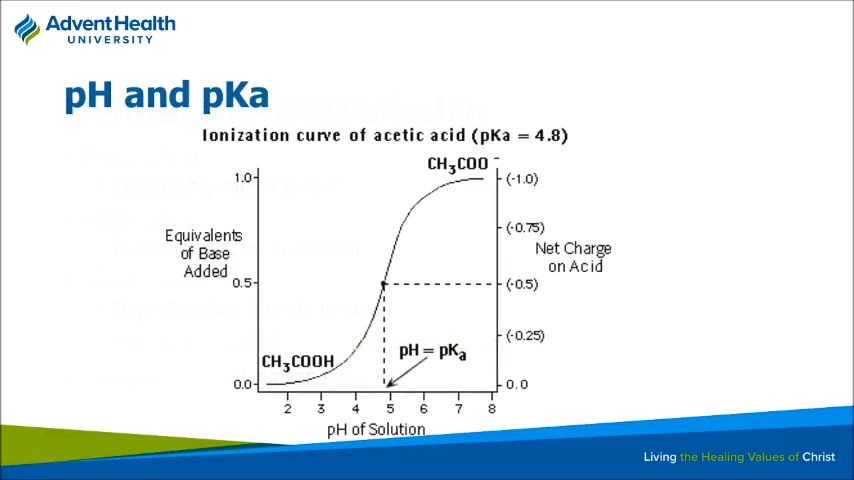 AdventHealth
UNIVERSITY
pH and pKa
Ionization curve of acetic acid (pKa = 4.8)
CH3COO -
1.0
(-1.0)
(-0.75)
Equivalents
of Base
Added
Net Charge
on Acid
0.5
(-0.5)
(-0.25)
pH = pKa
CH3COOH
0.0
0.0
2 3 4 5 6 7 8
pH of Solution
Living the Healing Values of Christ